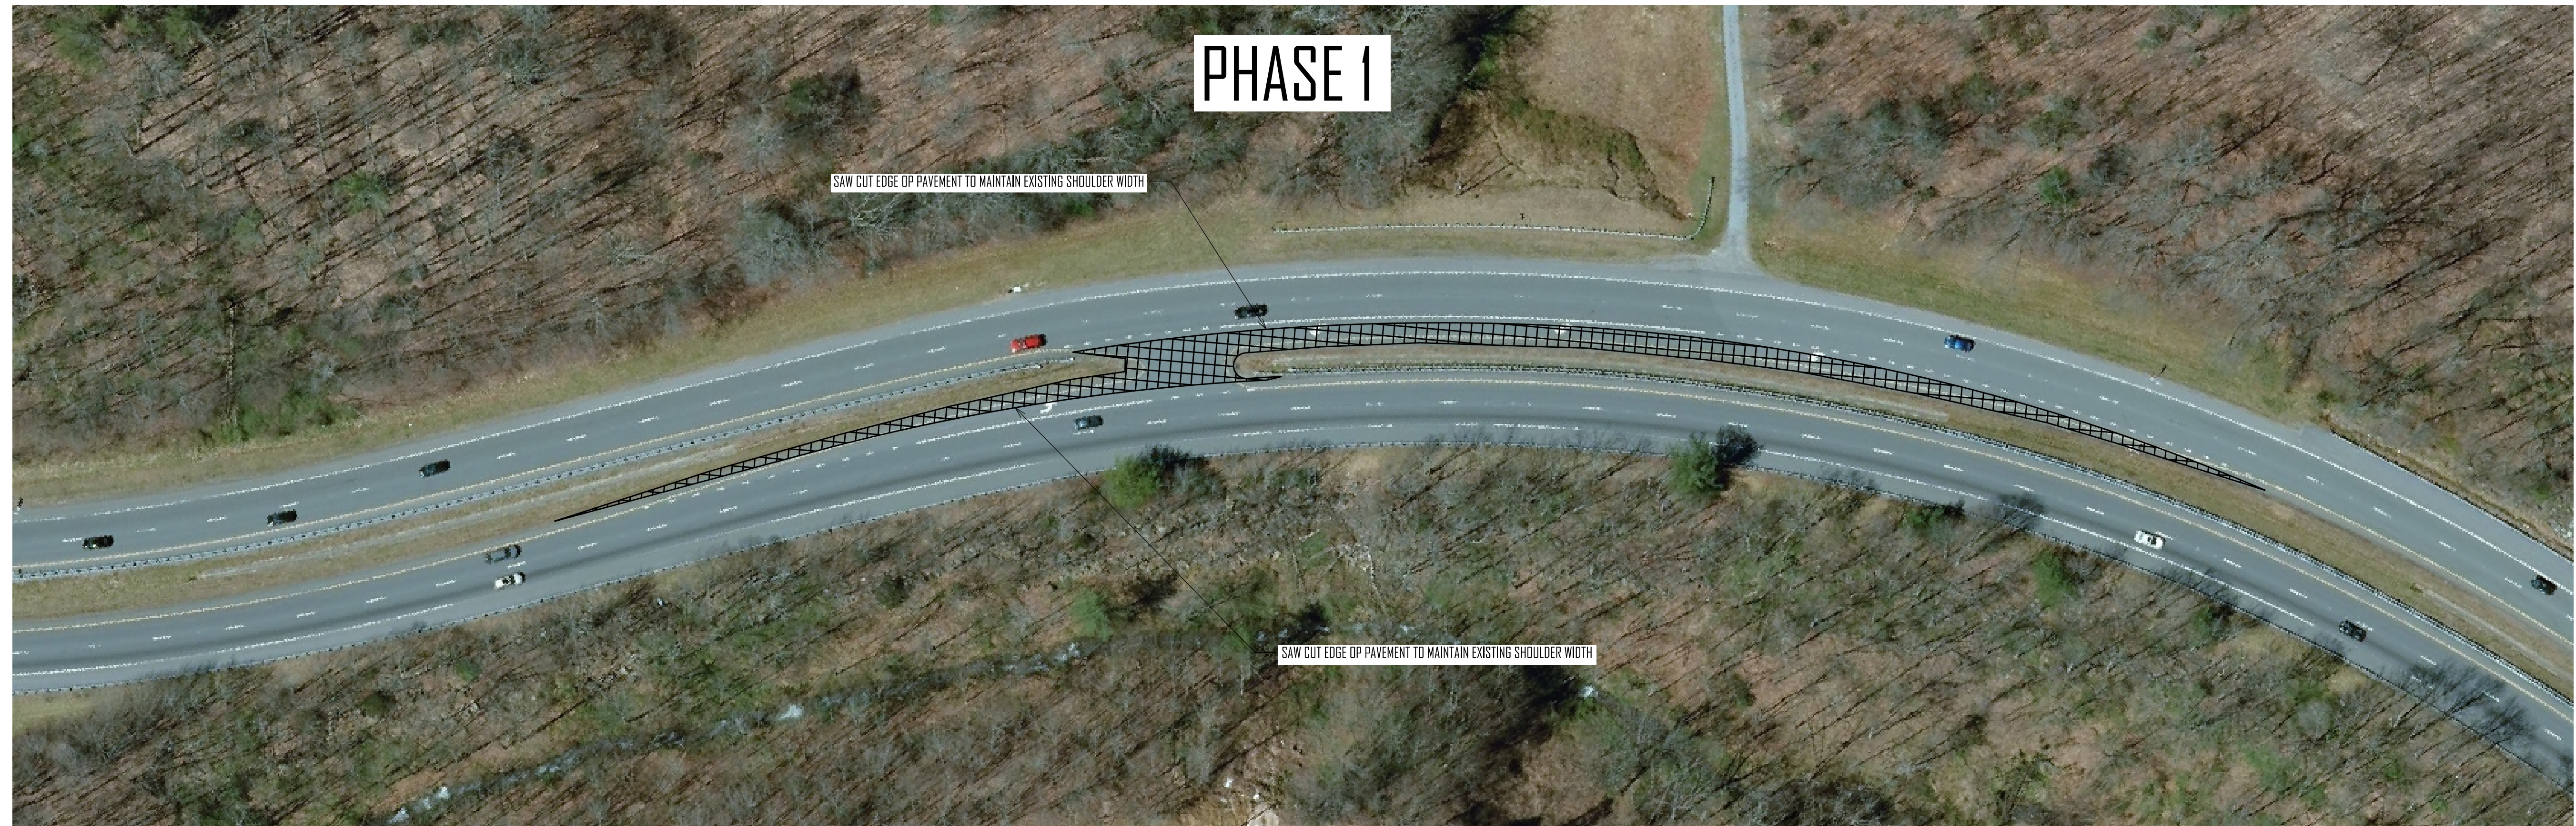 PHASE 1
SAW CUT EDGE OP PAVEMENT TO MAINTAIN EXISTING SHOULDER WIDTH
SAW CUT EDGE OP PAVEMENT TO MAINTAIN EXISTING SHOULDER WIDTH